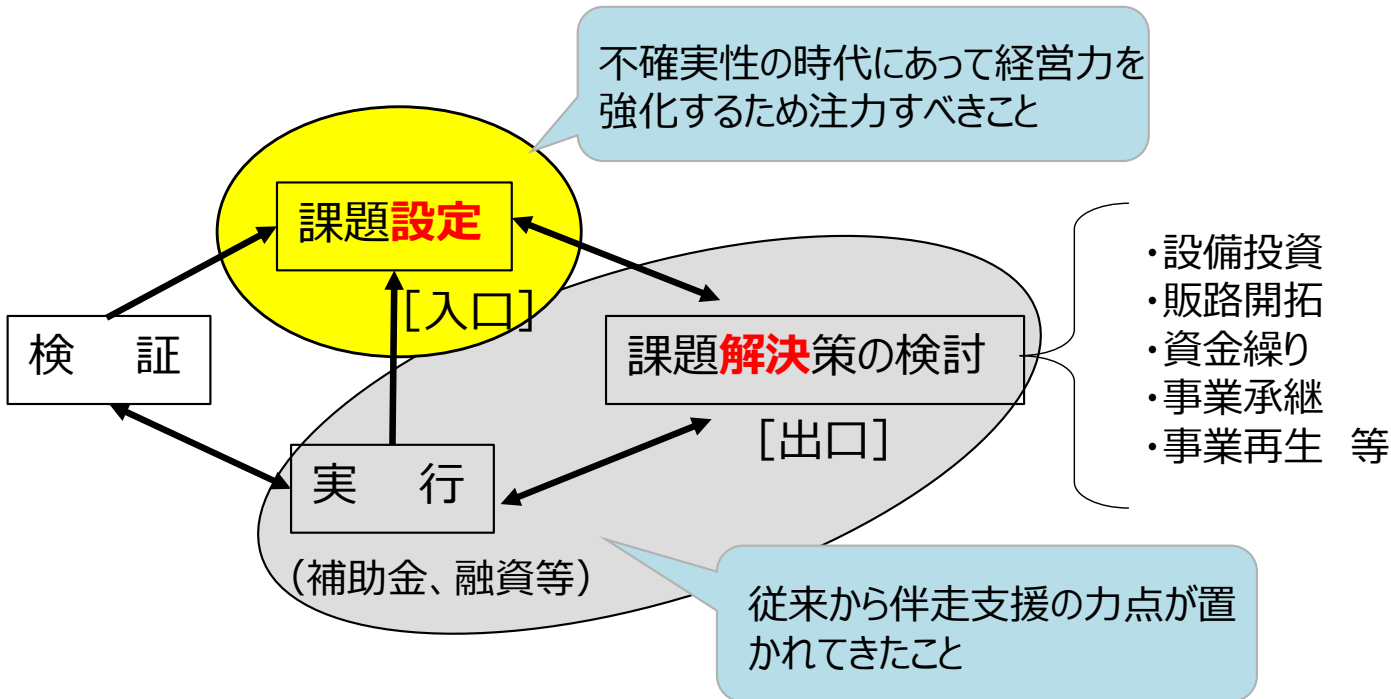 不確実性の時代にあって経営力を
強化するため注力すべきこと
課題設定
[入口]
検　証
課題解決策の検討
[出口]
・設備投資
・販路開拓
・資金繰り
・事業承継
・事業再生　等
実　行
（補助金、融資等）
従来から伴走支援の力点が置
かれてきたこと